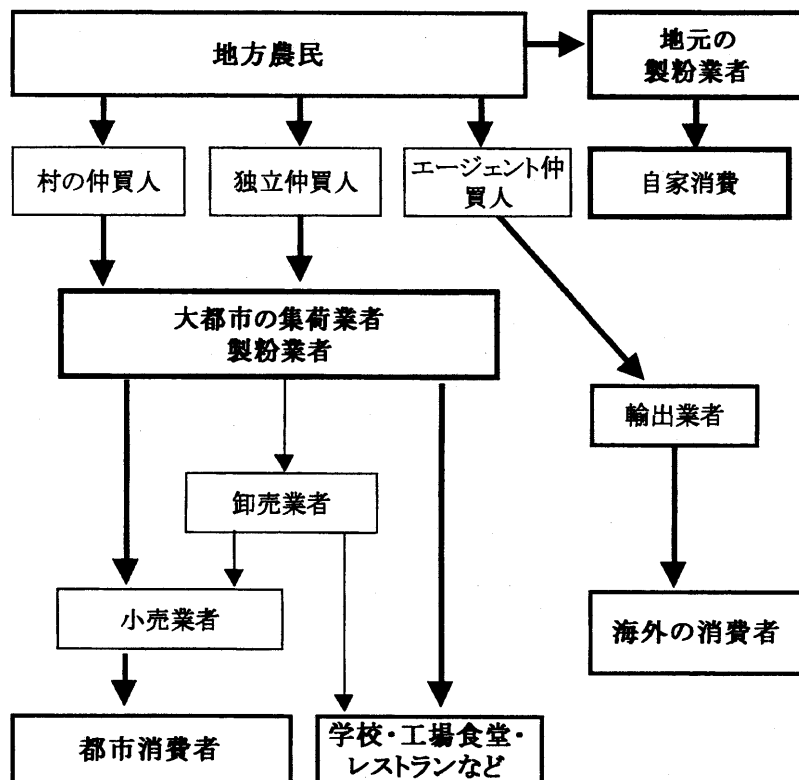 地方農民
地元の
製粉業者
村の仲買人
独立仲買人
エージェント仲
買人
自家消費
大都市の集荷業者
製粉業者
輸出業者
卸売業者
小売業者
海外の消費者
都市消費者
学校・工場食堂・
レストランなど